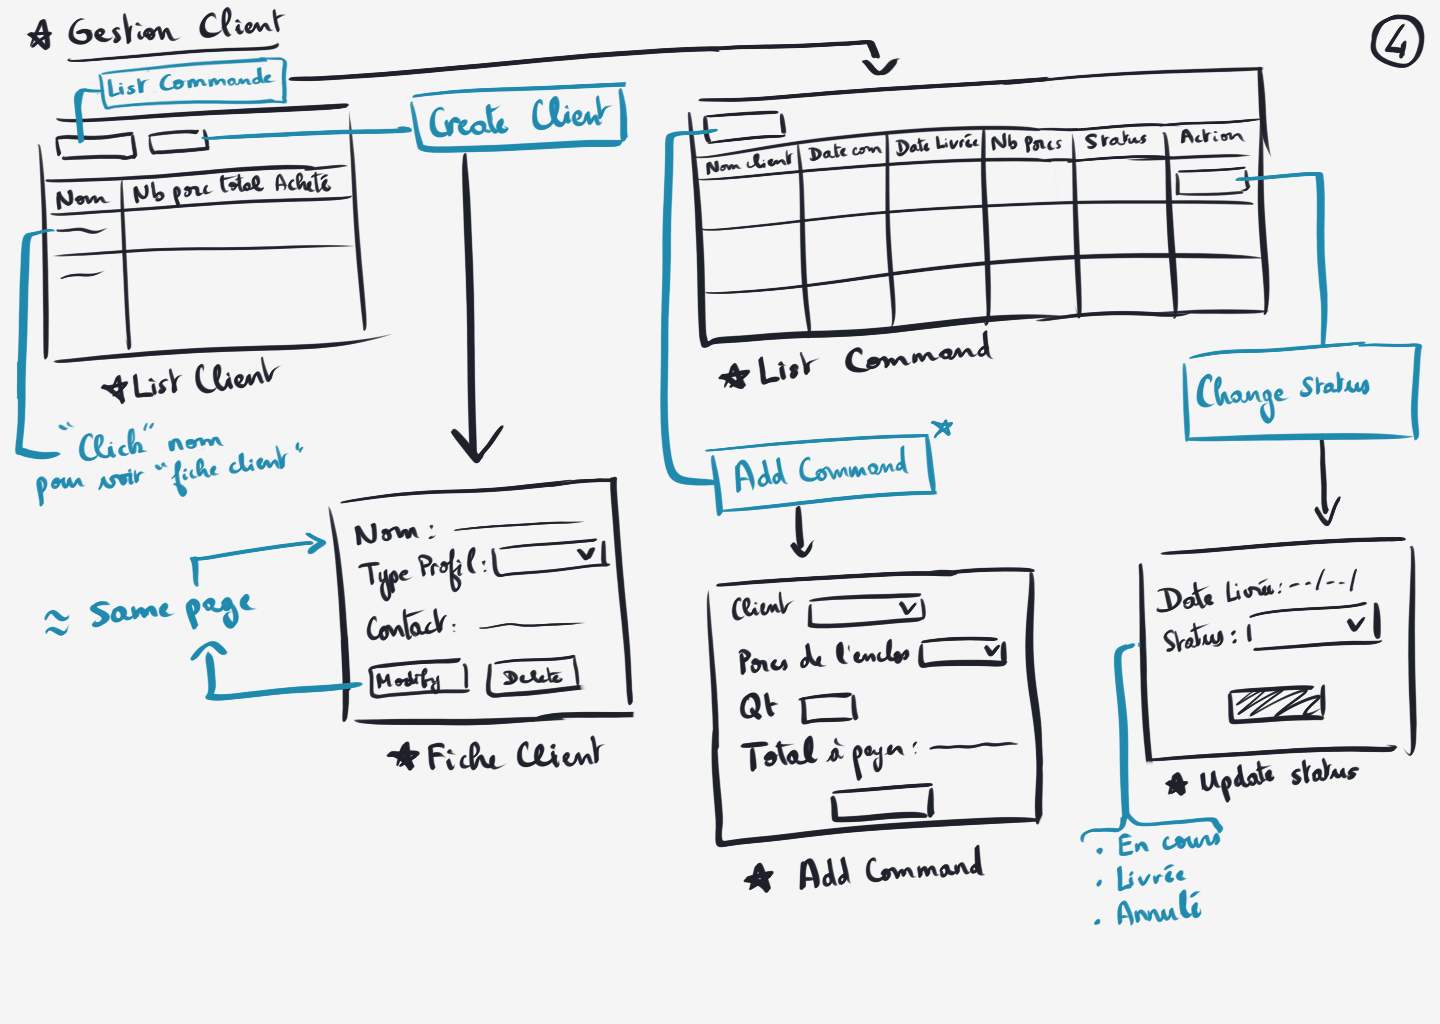 Gestion Client
4
List Commande
Create Client
Nom
Nb porc total Acheté
List Client
"Click" nom
pour voir "fiche client"
Nom client
Date com
Date Livrée
Nb Porcs
Status
Action
List Command
Change Status
Add Command
Nom :
Type Profil :
Contact :
Modify
Delete
≈ Same page
Fiche Client
Client
Porcs de l'enclos
Qt
Total à payer :
Add Command
Date Livrée : --/--/
Status :
Update status
. En cours
. Livrée
. Annulé